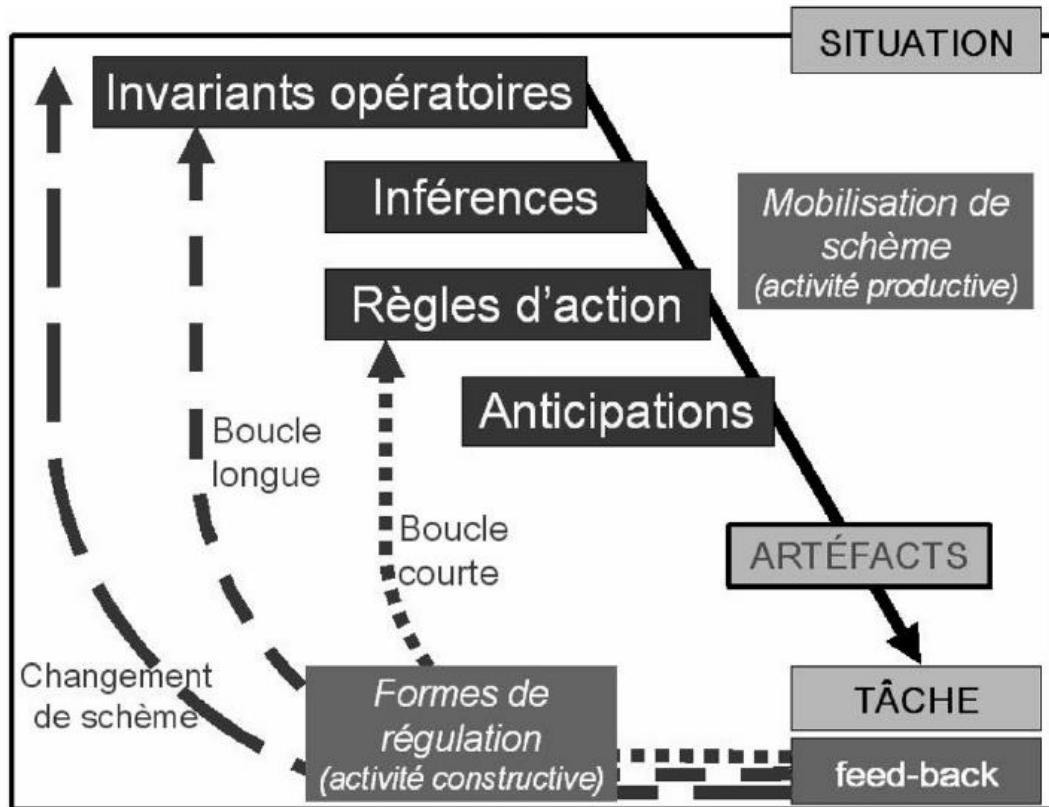 SITUATION
Invariants opératoires
Inférences
Mobilisation de
schème
(activité productive)
Règles d'action
Anticipations
Boucle
longue
Boucle
courte
ARTÉFACTS
Changement
de schème
Formes de
régulation
(activité constructive)
TÂCHE
feed-back